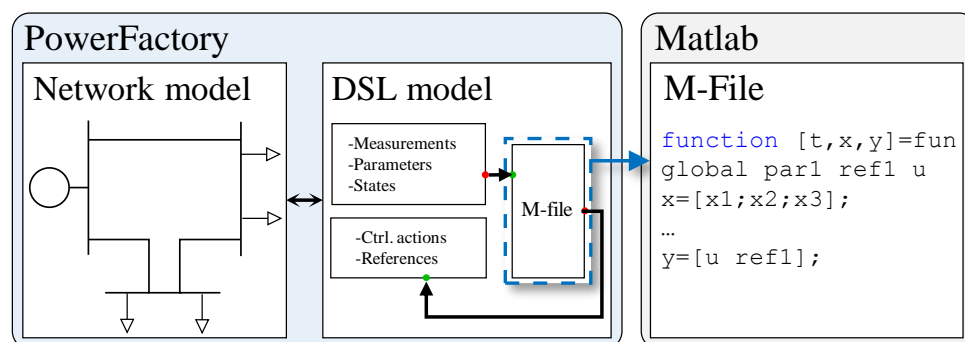 PowerFactory
Network model
DSL model
-Measurements
-Parameters
-States
-Ctrl. actions
-References
M-file
Matlab
M-File
function [t,x,y]=fun
global par1 ref1 u
x=[x1;x2;x3];
…
y=[u ref1];